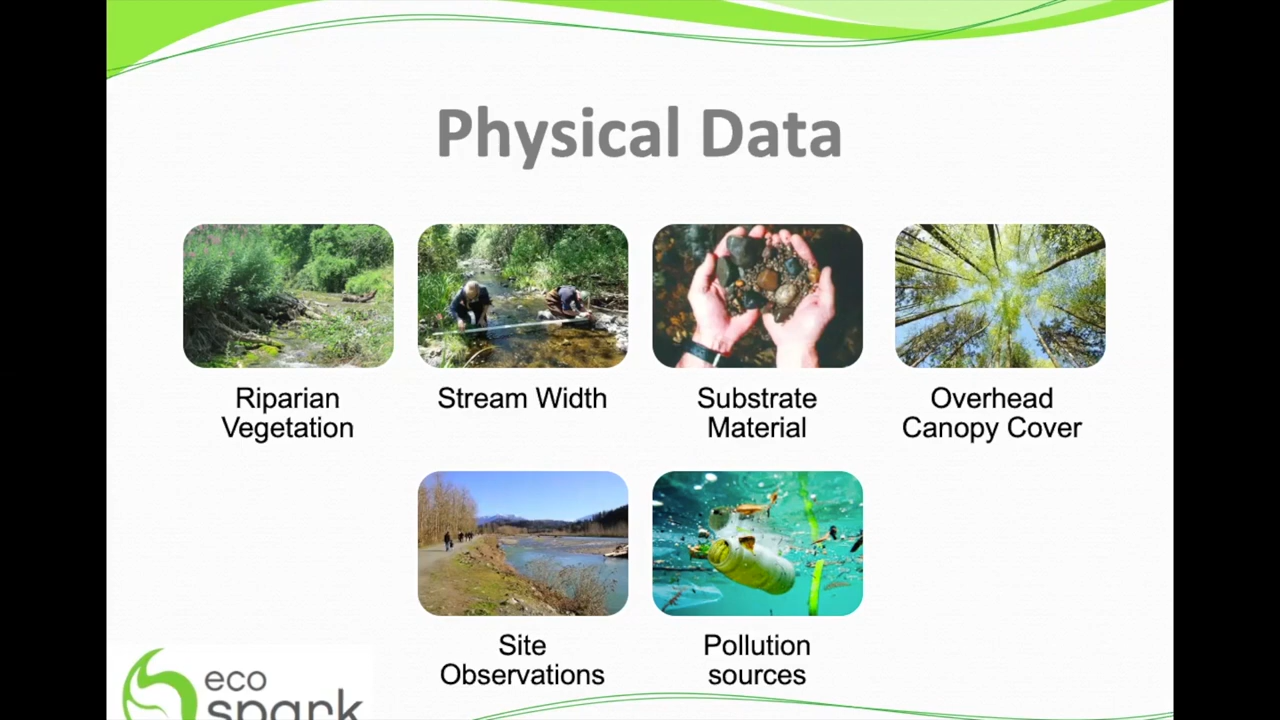 Physical Data
Riparian
Vegetation
Stream Width
Substrate
Material
Overhead
Canopy Cover
Site
Observations
Pollution
sources
eco
spark